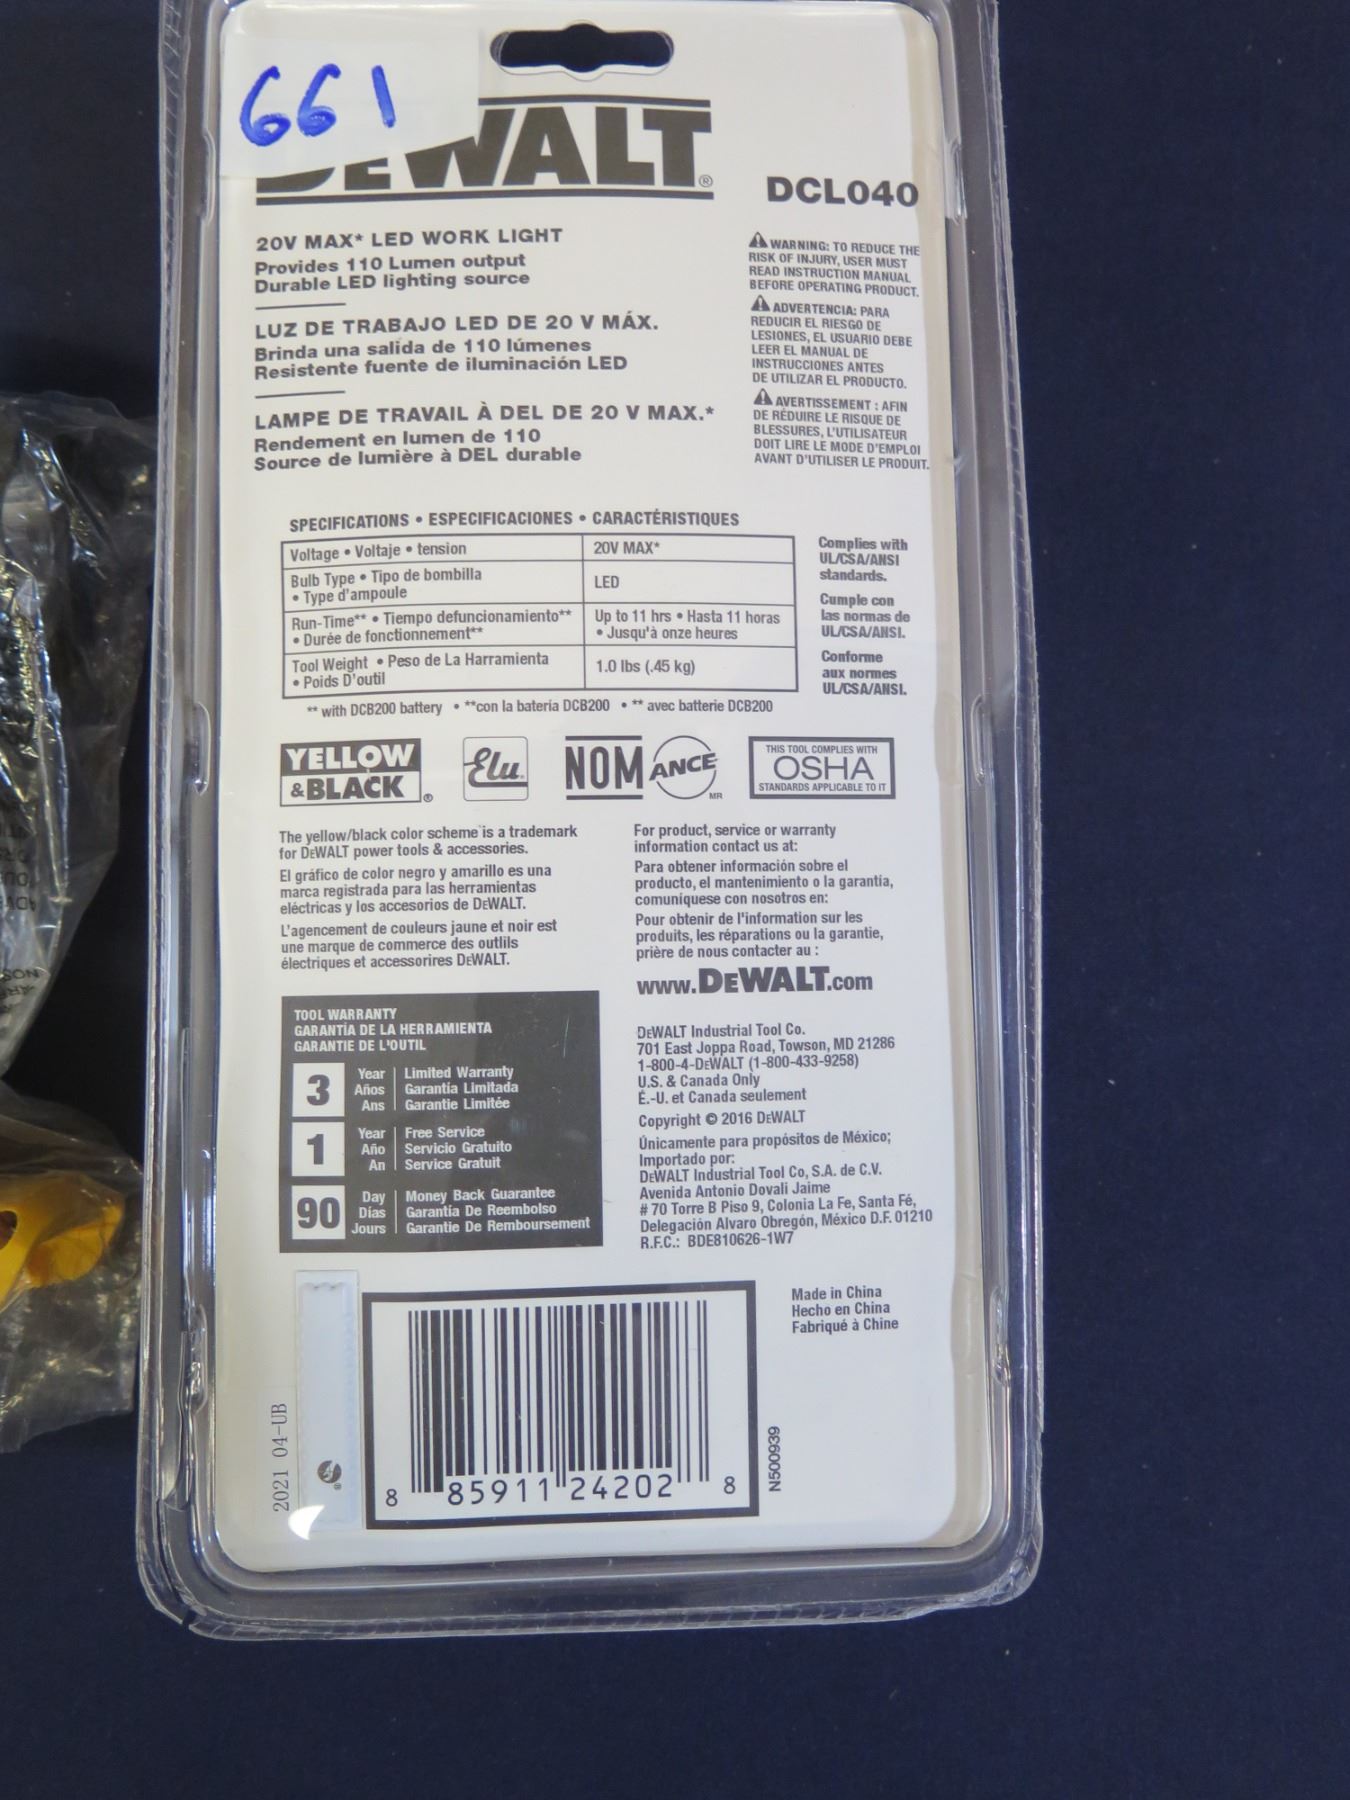 661
DEWALT®
DCL040
20V MAX* LED WORK LIGHT
Provides 110 Lumen output
Durable LED lighting source
LUZ DE TRABAJO LED DE 20 V MÁX.
Brinda una salida de 110 lúmenes
Resistente fuente de iluminación LED
LAMPE DE TRAVAIL À DEL DE 20 V MAX.*
Rendement en lumen de 110
Source de lumière à DEL durable
⚠ WARNING: TO REDUCE THE
RISK OF INJURY, USER MUST
READ INSTRUCTION MANUAL
BEFORE OPERATING PRODUCT.
⚠ ADVERTENCIA: PARA
REDUCIR EL RIESGO DE
LESIONES, EL USUARIO DEBE
LEER EL MANUAL DE
INSTRUCCIONES ANTES
DE UTILIZAR EL PRODUCTO.
⚠ AVERTISSEMENT : AFIN
DE RÉDUIRE LE RISQUE DE
BLESSURES, L'UTILISATEUR
DOIT LIRE LE MODE D'EMPLOI
AVANT D'UTILISER LE PRODUIT.
SPECIFICATIONS • ESPECIFICACIONES • CARACTÉRISTIQUES
Voltage • Voltaje • tension
20V MAX*
Bulb Type • Tipo de bombilla
• Type d'ampoule
LED
Run-Time** • Tiempo defuncionamiento**
• Durée de fonctionnement**
Up to 11 hrs • Hasta 11 horas
• Jusqu'à onze heures
Tool Weight • Peso de La Harramienta
• Poids D'outil
1.0 lbs (.45 kg)
** with DCB200 battery • **con la batería DCB200 • ** avec batterie DCB200
Complies with
UL/CSA/ANSI
standards.
Cumple con
las normas de
UL/CSA/ANSI.
Conforme
aux normes
UL/CSA/ANSI.
YELLOW
&BLACK®
Elu®
NOM ANCE MR
THIS TOOL COMPLIES WITH
OSHA
STANDARDS APPLICABLE TO IT
The yellow/black color scheme is a trademark
for DEWALT power tools & accessories.
El gráfico de color negro y amarillo es una
marca registrada para las herramientas
eléctricas y los accesorios de DEWALT.
L'agencement de couleurs jaune et noir est
une marque de commerce des outlils
électriques et accessorires DEWALT.
For product, service or warranty
information contact us at:
Para obtener información sobre el
producto, el mantenimiento o la garantía,
comuníquese con nosotros en:
Pour obtenir de l'information sur les
produits, les réparations ou la garantie,
prière de nous contacter au :
www.DEWALT.com
TOOL WARRANTY
GARANTÍA DE LA HERRAMIENTA
GARANTIE DE L'OUTIL
3
Year Limited Warranty
Años Garantía Limitada
Ans Garantie Limitée
1
Year Free Service
Año Servicio Gratuito
An Service Gratuit
90
Day Money Back Guarantee
Días Garantía De Reembolso
Jours Garantie De Remboursement
DEWALT Industrial Tool Co.
701 East Joppa Road, Towson, MD 21286
1-800-4-DEWALT (1-800-433-9258)
U.S. & Canada Only
É.-U. et Canada seulement
Copyright © 2016 DEWALT
Únicamente para propósitos de México;
Importado por:
DEWALT Industrial Tool Co, S.A. de C.V.
Avenida Antonio Dovali Jaime
# 70 Torre B Piso 9, Colonia La Fe, Santa Fé,
Delegación Alvaro Obregón, México D.F. 01210
R.F.C.: BDE810626-1W7
Made in China
Hecho en China
Fabriqué à Chine
2021 04-UB
8 85911 24202 8
N500939